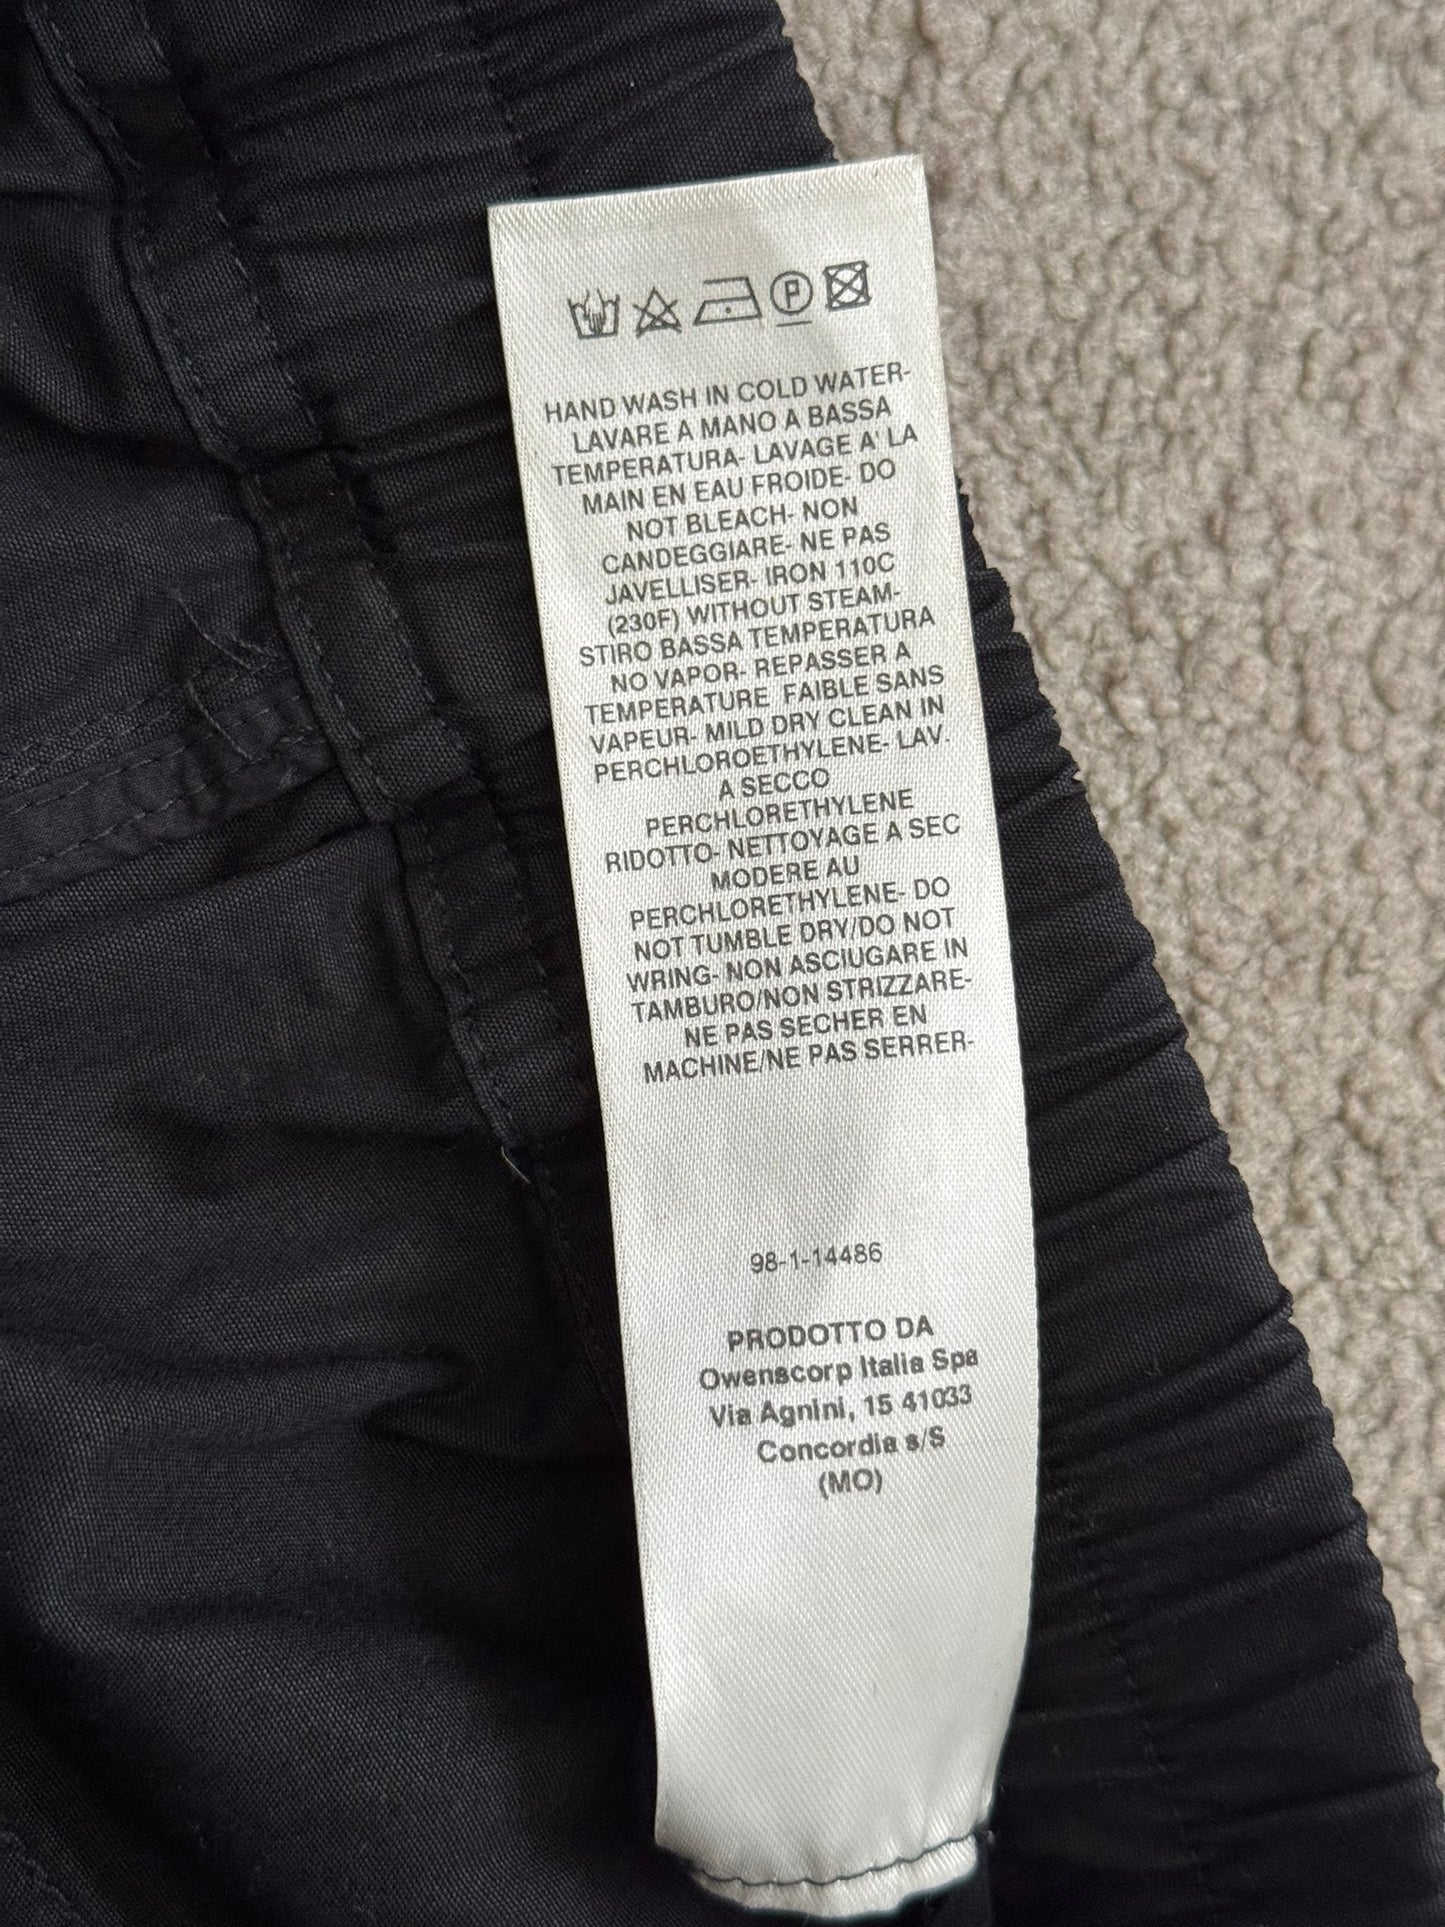 P
HAND WASH IN COLD WATER-
LAVARE A MANO A BASSA
TEMPERATURA- LAVAGE A' LA
MAIN EN EAU FROIDE- DO
NOT BLEACH- NON
CANDEGGIARE- NE PAS
JAVELLISER- IRON 110C
(230F) WITHOUT STEAM-
STIRO BASSA TEMPERATURA
NO VAPOR- REPASSER A
TEMPERATURE FAIBLE SANS
VAPEUR- MILD DRY CLEAN IN
PERCHLOROETHYLENE- LAV.
A SECCO
PERCHLORETHYLENE
RIDOTTO- NETTOYAGE A SEC
MODERE AU
PERCHLORETHYLENE- DO
NOT TUMBLE DRY/DO NOT
WRING- NON ASCIUGARE IN
TAMBURO/NON STRIZZARE-
NE PAS SECHER EN
MACHINE/NE PAS SERRER-
98-1-14486
PRODOTTO DA
Owenscorp Italia Spa
Via Agnini, 15 41033
Concordia s/S
(MO)